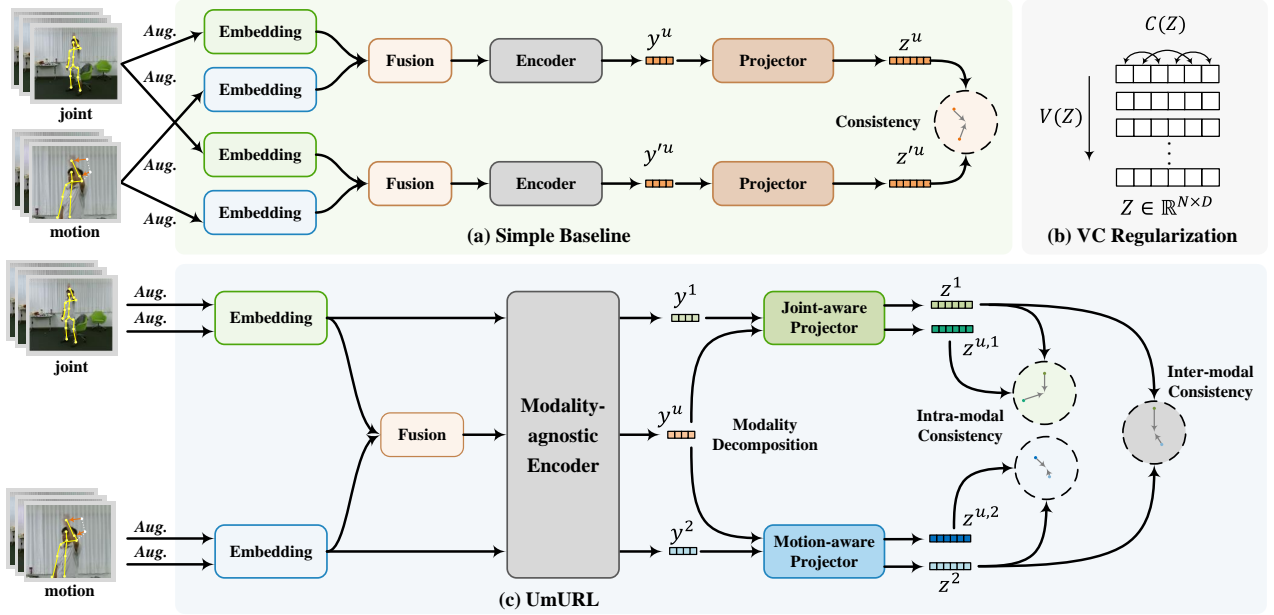 Aug.
Aug.
joint
Aug.
Aug.
motion
Embedding
Embedding
Embedding
Embedding
Fusion
Fusion
Encoder
Encoder
y^u
y'^u
Projector
Projector
z^u
z'^u
Consistency
(a) Simple Baseline
C(Z)
V(Z)
Z ∈ ℝ^{N×D}
(b) VC Regularization
Aug.
Aug.
joint
Aug.
Aug.
motion
Embedding
Embedding
Fusion
Modality-
agnostic
Encoder
y^1
y^u
y^2
Modality
Decomposition
Joint-aware
Projector
Motion-aware
Projector
z^1
z^{u,1}
Intra-modal
Consistency
z^{u,2}
z^2
Inter-modal
Consistency
(c) UmURL